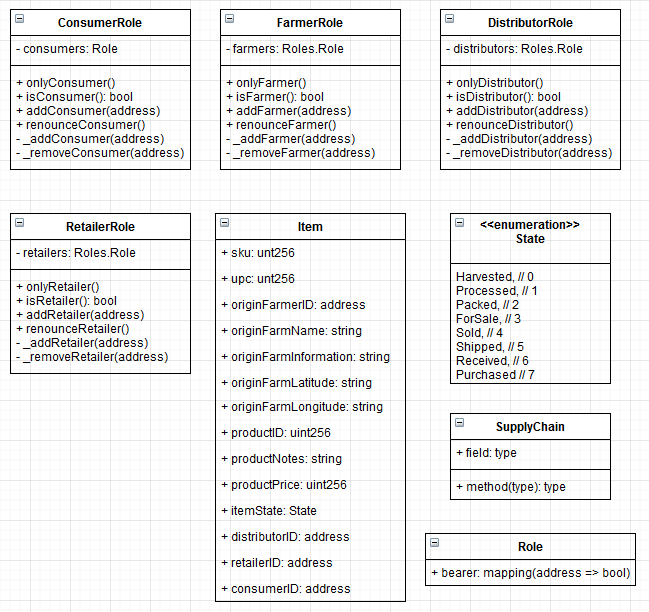 ConsumerRole
- consumers: Role
+ onlyConsumer()
+ isConsumer(): bool
+ addConsumer(address)
+ renounceConsumer()
- _addConsumer(address)
- _removeConsumer(address)
FarmerRole
- farmers: Roles.Role
+ onlyFarmer()
+ isFarmer(): bool
+ addFarmer(address)
+ renounceFarmer()
- _addFarmer(address)
- _removeFarmer(address)
DistributorRole
- distributors: Roles.Role
+ onlyDistributor()
+ isDistributor(): bool
+ addDistributor(address)
+ renounceDistributor()
- _addDistributor(address)
- _removeDistributor(address)
RetailerRole
- retailers: Roles.Role
+ onlyRetailer()
+ isRetailer(): bool
+ addRetailer(address)
+ renounceRetailer()
- _addRetailer(address)
- _removeRetailer(address)
Item
+ sku: unt256
+ upc: unt256
+ originFarmerID: address
+ originFarmName: string
+ originFarmInformation: string
+ originFarmLatitude: string
+ originFarmLongitude: string
+ productID: uint256
+ productNotes: string
+ productPrice: uint256
+ itemState: State
+ distributorID: address
+ retailerID: address
+ consumerID: address
<<enumeration>>
State
Harvested, // 0
Processed, // 1
Packed, // 2
ForSale, // 3
Sold, // 4
Shipped, // 5
Received, // 6
Purchased // 7
SupplyChain
+ field: type
+ method(type): type
Role
+ bearer: mapping(address => bool)